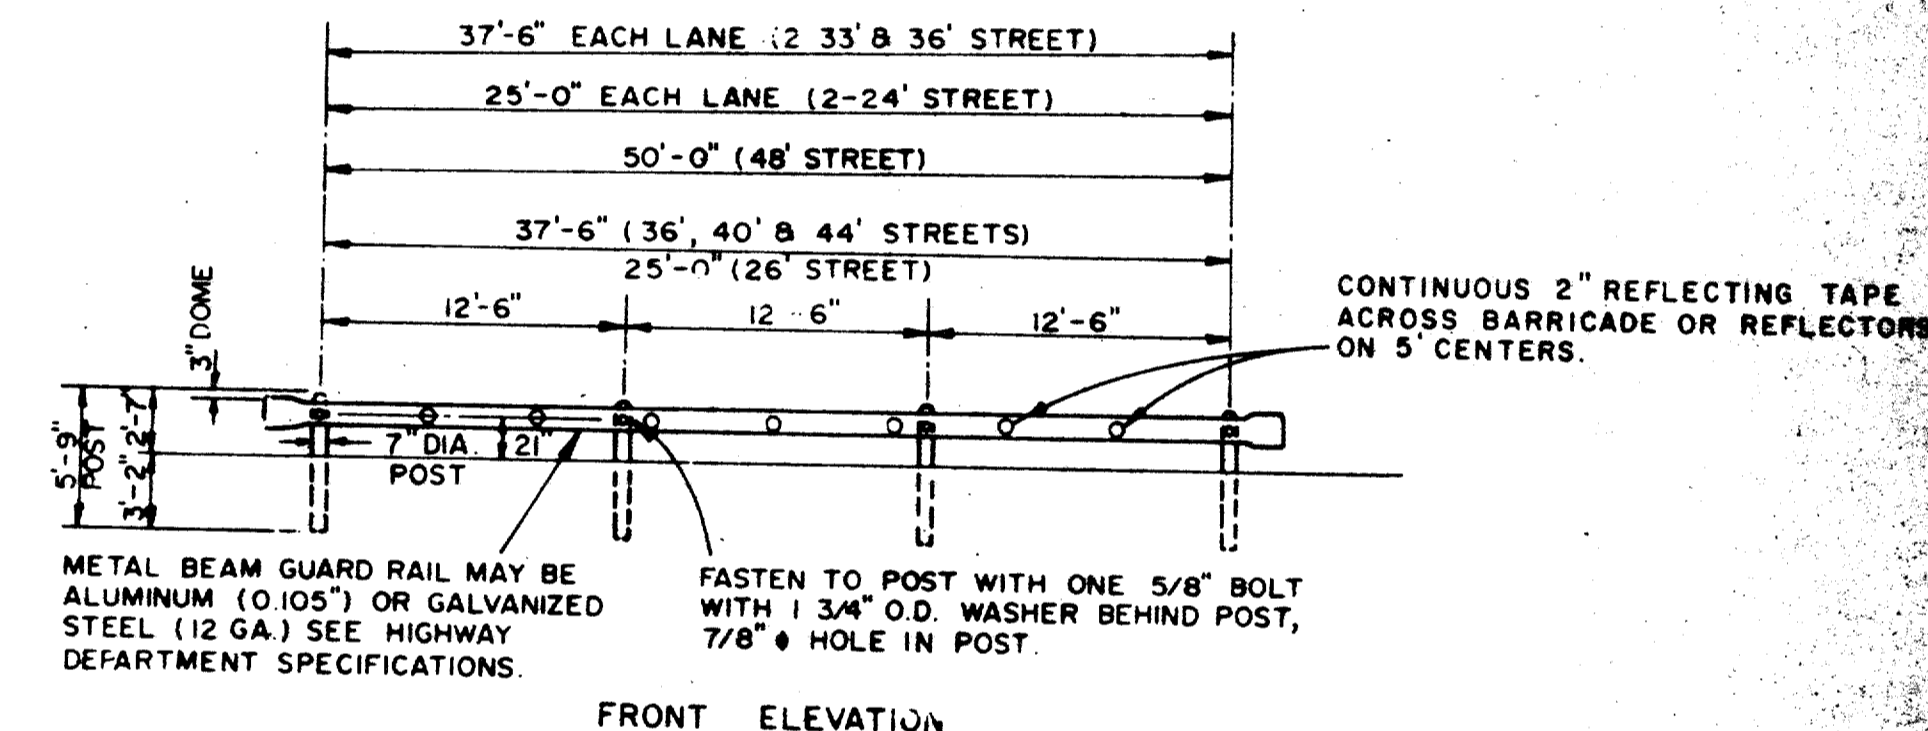 37'-6" EACH LANE (2 33' & 36' STREET)
25'-0" EACH LANE (2-24' STREET)
50'-0" (48' STREET)
37'-6" (36', 40' & 44' STREETS)
25'-0" (26' STREET)
12'-6"
12'-6"
12'-6"
3" DOME
CONTINUOUS 2" REFLECTING TAPE
ACROSS BARRICADE OR REFLECTORS
ON 5' CENTERS.
5'-9"
POST
3'-2"
2'-7"
7" DIA.
POST
21"
METAL BEAM GUARD RAIL MAY BE
ALUMINUM (0.105") OR GALVANIZED
STEEL (12 GA.) SEE HIGHWAY
DEPARTMENT SPECIFICATIONS.
FASTEN TO POST WITH ONE 5/8" BOLT
WITH 1 3/4" O.D. WASHER BEHIND POST,
7/8" ϕ HOLE IN POST.
FRONT ELEVATION